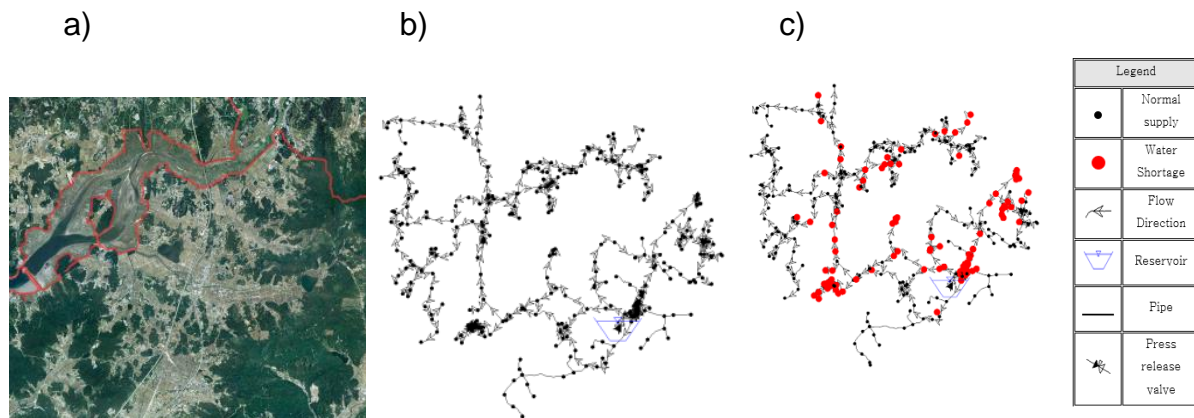 a)
b)
c)
Legend
Normal
supply
Water
Shortage
Flow
Direction
Reservoir
Pipe
Press
release
valve